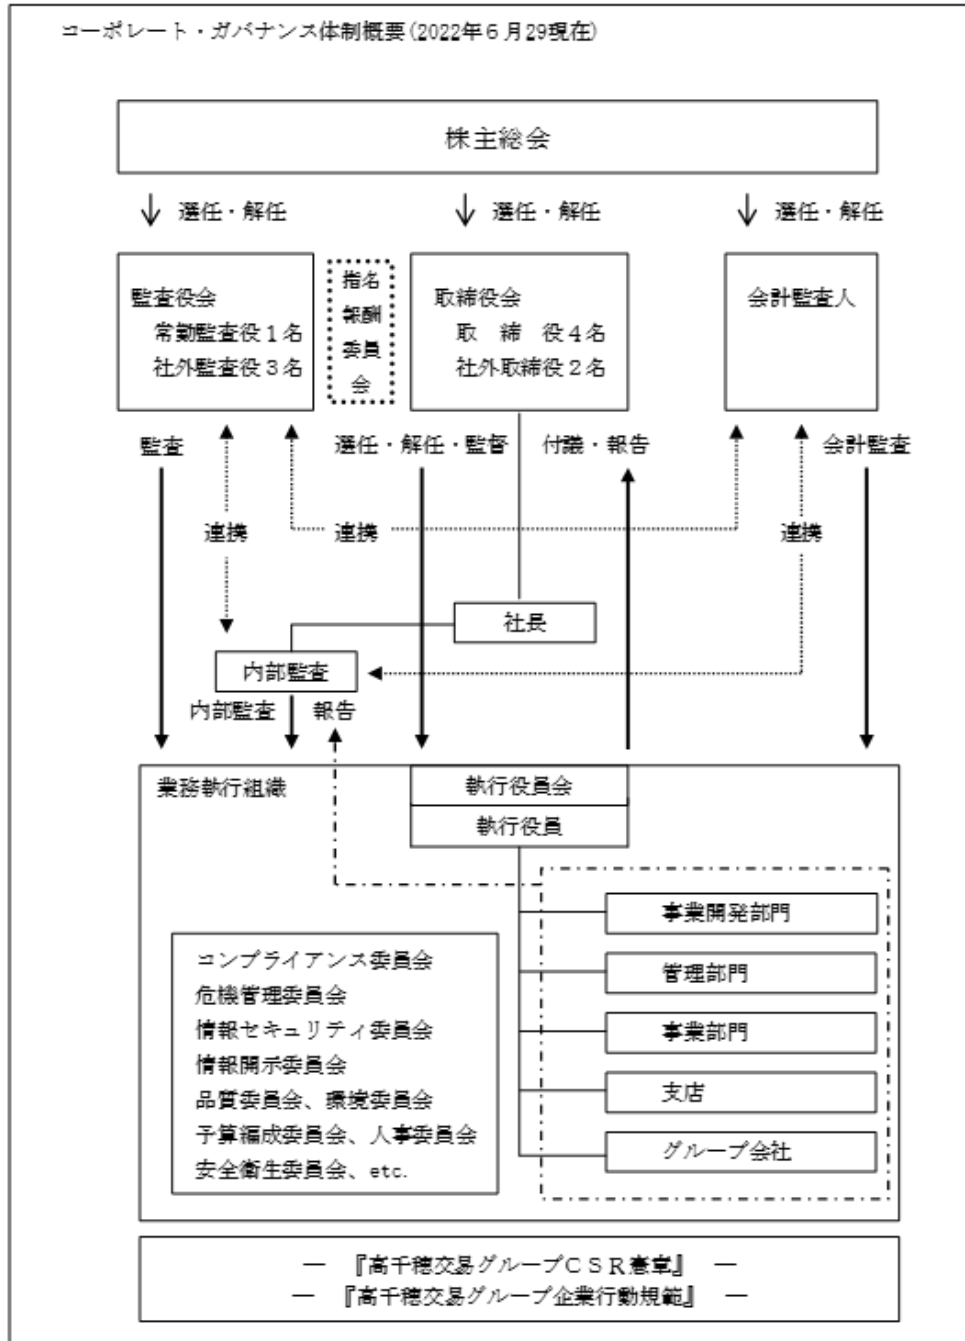 コーポレート・ガバナンス体制概要(2022年6月29現在)
株主総会
選任・解任
選任・解任
選任・解任
監査役会
常勤監査役1名
社外監査役3名
指名
報酬
委員
会
取締役会
取 締 役4名
社外取締役2名
会計監査人
監査
選任・解任・監督
付議・報告
会計監査
連携
連携
連携
社長
内部監査
内部監査
報告
業務執行組織
執行役員会
執行役員
事業開発部門
管理部門
事業部門
支店
グループ会社
コンプライアンス委員会
危機管理委員会
情報セキュリティ委員会
情報開示委員会
品質委員会、環境委員会
予算編成委員会、人事委員会
安全衛生委員会、etc.
― 『高千穂交易グループCSR憲章』 ―
― 『高千穂交易グループ企業行動規範』 ―